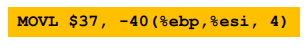 MOVL $37, -40(%ebp,%esi, 4)